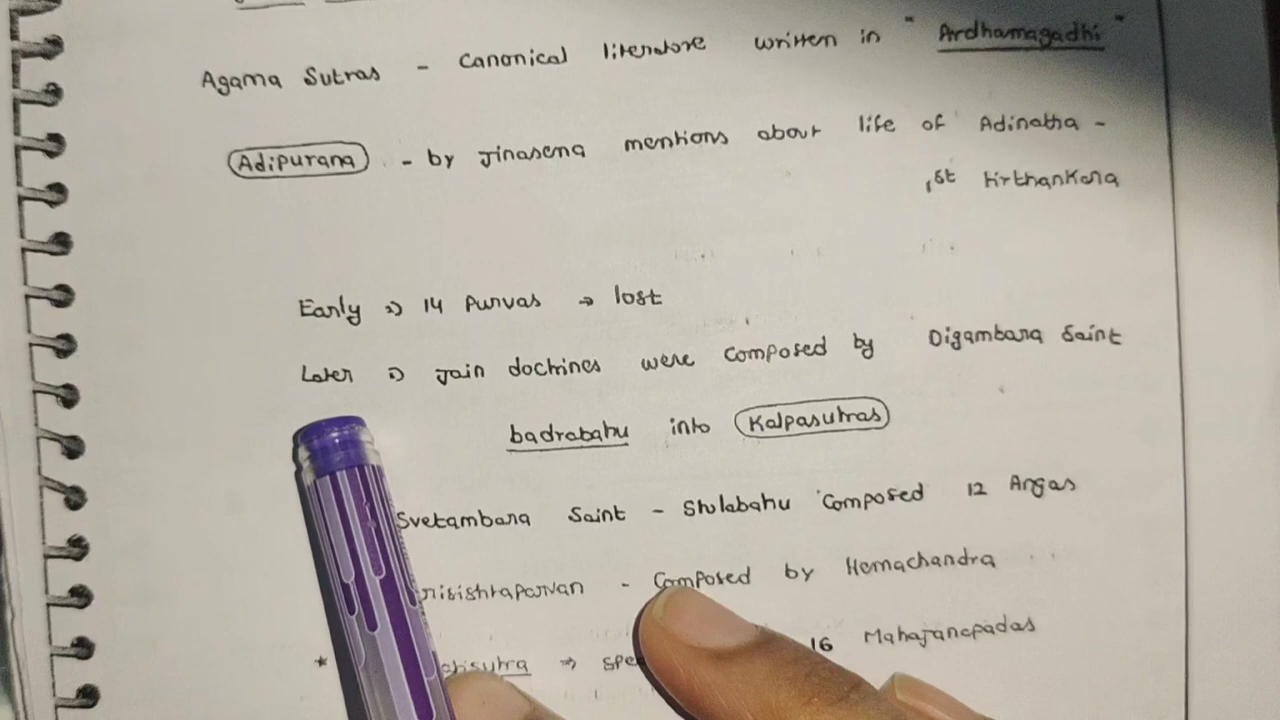 Agama Sutras - Canonical literature written in "Ardhamagadhi"
Adipurana - by Jinasena mentions about life of Adinatha -
1st tirthankara
Early => 14 Purvas -> lost
Later => Jain doctrines were composed by Digambara Saint
badrabahu into Kalpasutras
Svetambara Saint - Stulabahu Composed 12 Angas
- Composed by Hemachandra
* 16 Mahajanapadas